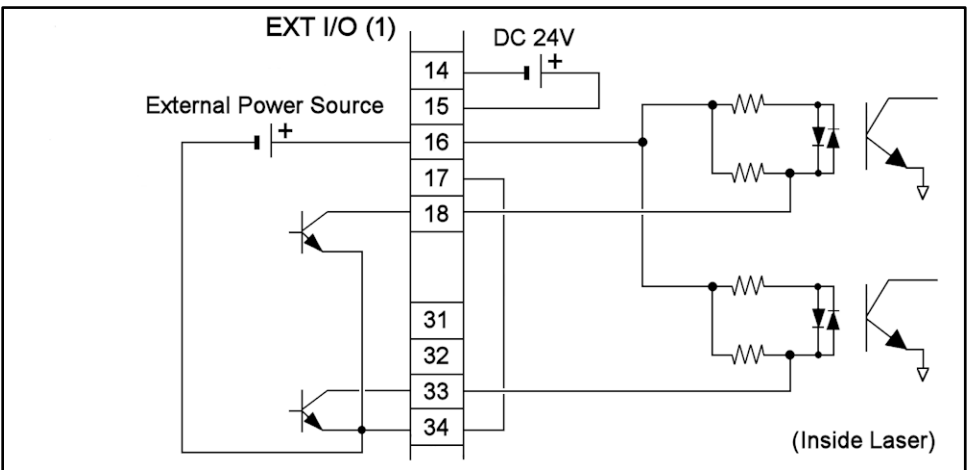 EXT I/O (1)
DC 24V
+
14
External Power Source
15
+
16
17
18
31
32
33
34
(Inside Laser)